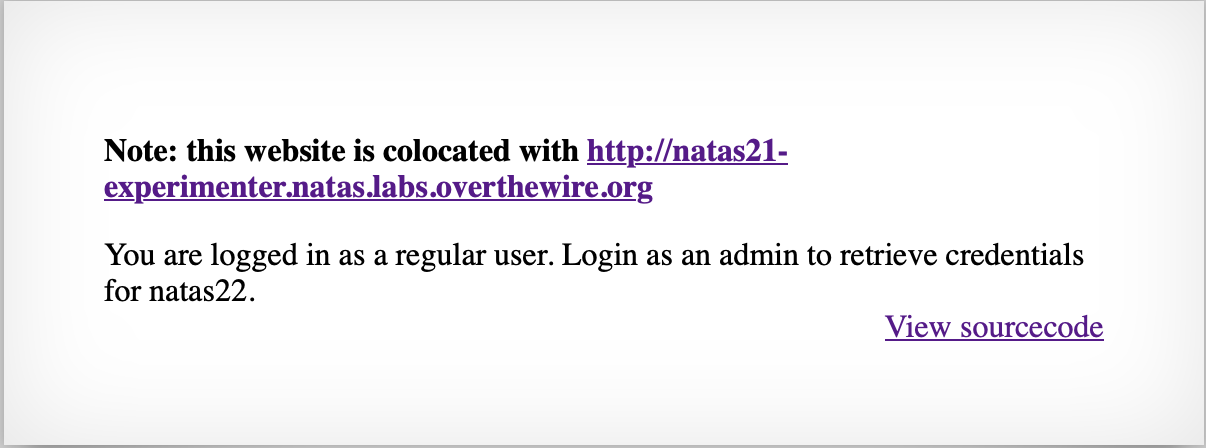 Note: this website is colocated with http://natas21-
experimenter.natas.labs.overthewire.org
You are logged in as a regular user. Login as an admin to retrieve credentials
for natas22.
View sourcecode